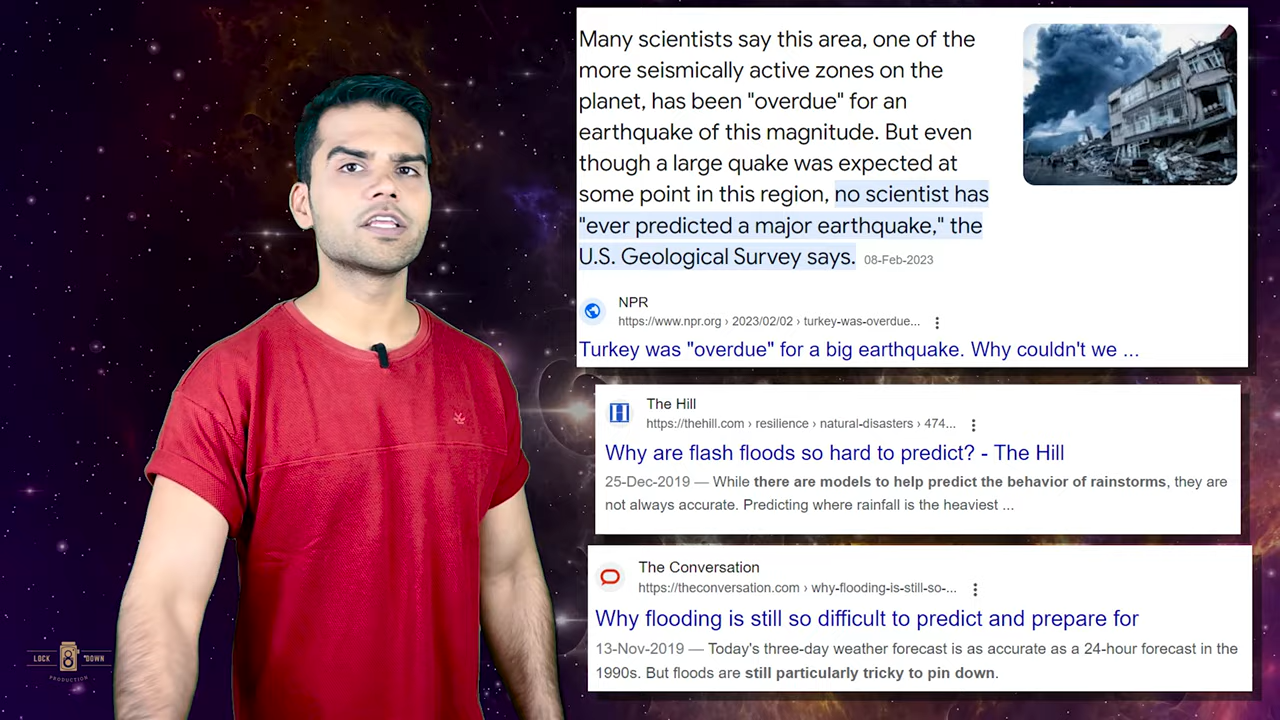 Many scientists say this area, one of the
more seismically active zones on the
planet, has been "overdue" for an
earthquake of this magnitude. But even
though a large quake was expected at
some point in this region, no scientist has
"ever predicted a major earthquake," the
U.S. Geological Survey says. 08-Feb-2023
NPR
https://www.npr.org › 2023/02/02 › turkey-was-overdue...
Turkey was "overdue" for a big earthquake. Why couldn't we ...
The Hill
https://thehill.com › resilience › natural-disasters › 474...
Why are flash floods so hard to predict? - The Hill
25-Dec-2019 — While there are models to help predict the behavior of rainstorms, they are
not always accurate. Predicting where rainfall is the heaviest ...
The Conversation
https://theconversation.com › why-flooding-is-still-so-...
Why flooding is still so difficult to predict and prepare for
13-Nov-2019 — Today's three-day weather forecast is as accurate as a 24-hour forecast in the
1990s. But floods are still particularly tricky to pin down.
LOCK 8 DOWN
PRODUCTION